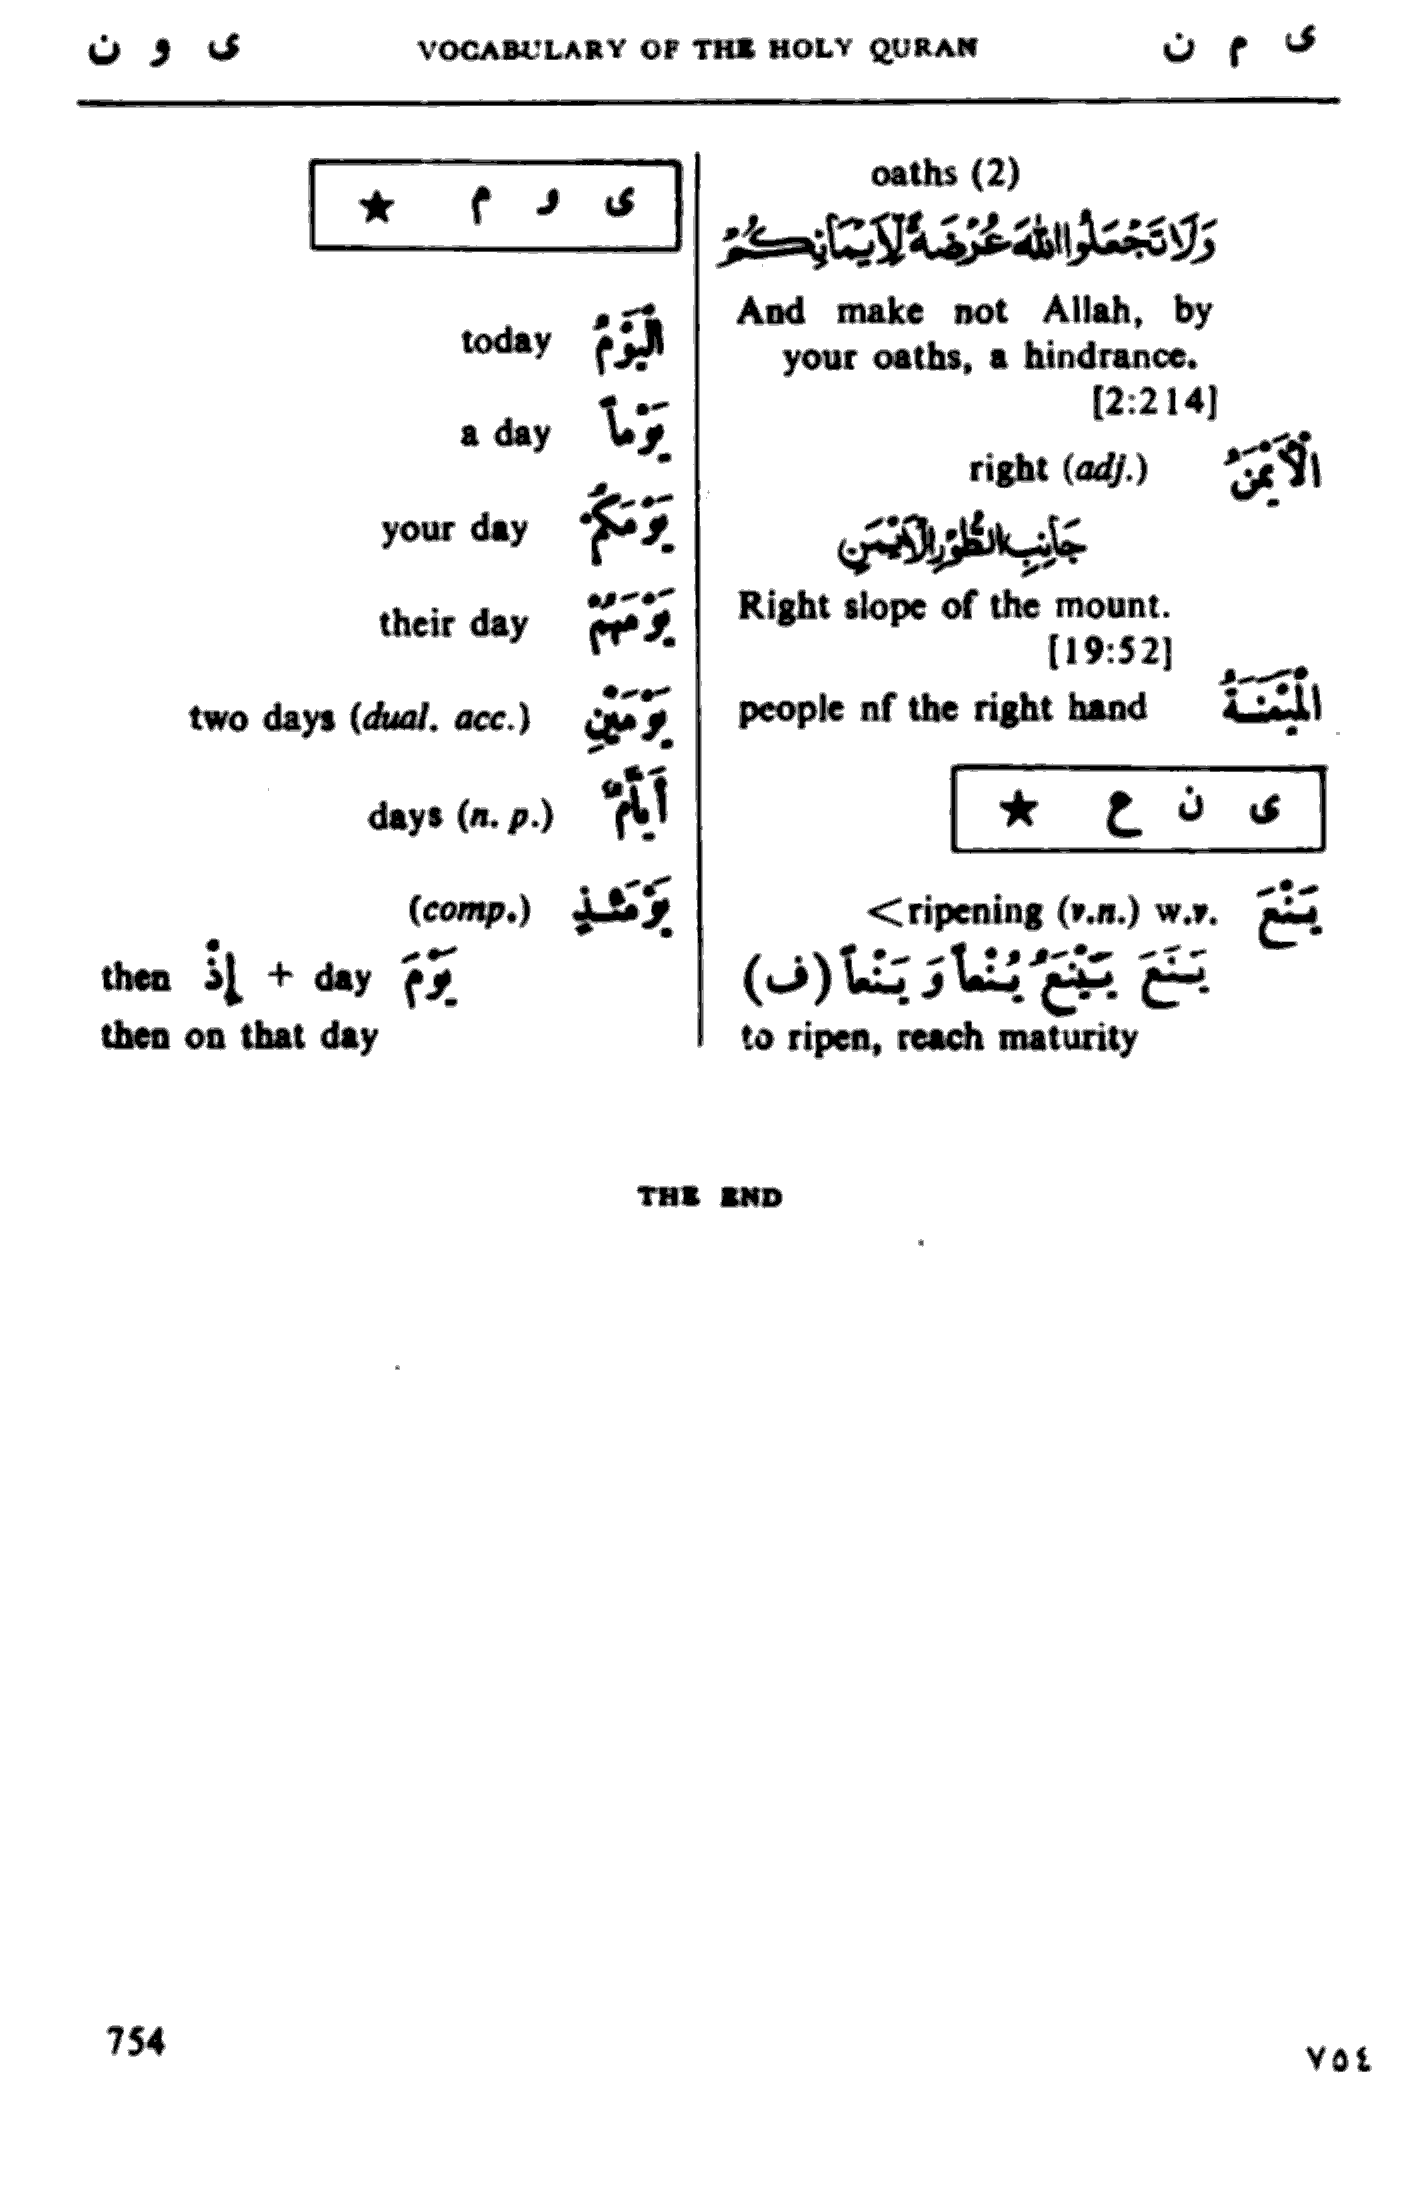 ى و ن VOCABULARY OF THE HOLY QURAN ى م ن
oaths (2)
وَلَا تَجْعَلُوا اللَّهَ عُرْضَةً لِّأَيْمَانِكُمْ
And make not Allah, by
your oaths, a hindrance.
[2:214]
right (adj.) الْأَيْمَنُ
جَانِبِ الطُّوْرِ الْأَيْمَنِ
Right slope of the mount.
[19:52]
people nf the right hand الْمَيْمَنَةُ
ى ن ع ★
<ripening (v.n.) w.v. يَنْعَ
يَنَعَ يَيْنَعُ يُنْعاً وَ يَنْعاً (ف)
to ripen, reach maturity
ى و م ★
today الْيَوْمُ
a day يَوْماً
your day يَوْمَكُمْ
their day يَوْمَهُمْ
two days (dual. acc.) يَوْمَيْنِ
days (n. p.) أَيَّامٌ
(comp.) يَوْمَئِذٍ
then إِذْ + day يَوْمَ
then on that day
THE END
754 ٧٥٤